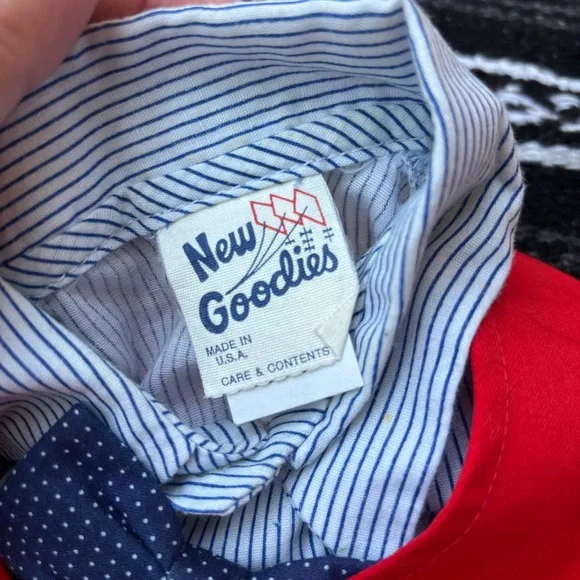 New
Goodies
MADE IN
U.S.A.
CARE & CONTENTS